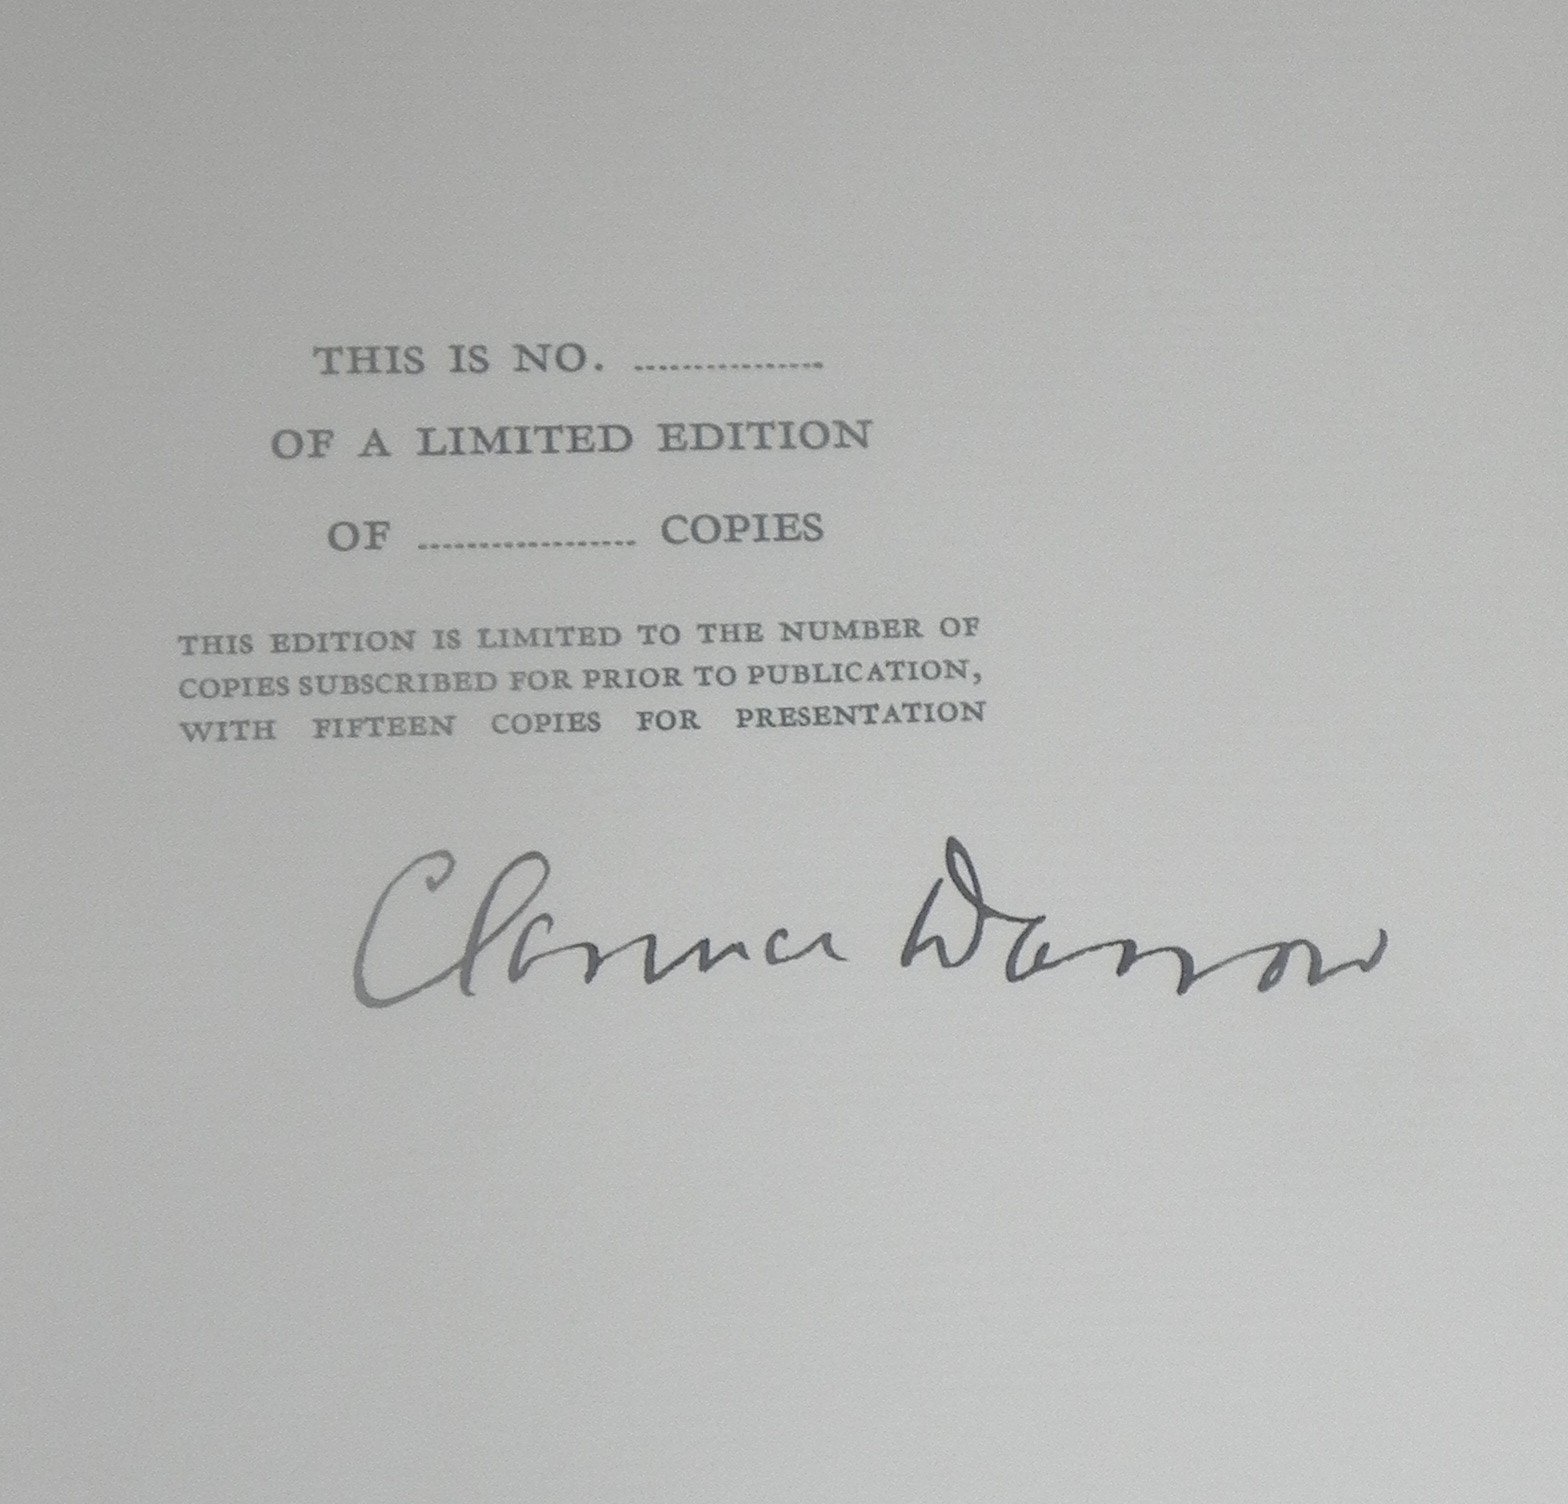 THIS IS NO. ................
OF A LIMITED EDITION
OF .................. COPIES
THIS EDITION IS LIMITED TO THE NUMBER OF
COPIES SUBSCRIBED FOR PRIOR TO PUBLICATION,
WITH FIFTEEN COPIES FOR PRESENTATION
Clarence Darrow